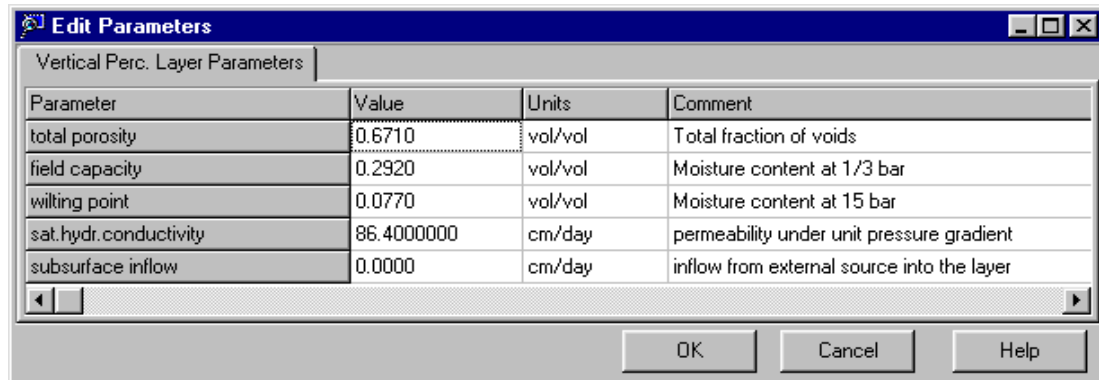 Edit Parameters
Vertical Perc. Layer Parameters
Parameter Value Units Comment
total porosity 0.6710 vol/vol Total fraction of voids
field capacity 0.2920 vol/vol Moisture content at 1/3 bar
wilting point 0.0770 vol/vol Moisture content at 15 bar
sat.hydr.conductivity 86.4000000 cm/day permeability under unit pressure gradient
subsurface inflow 0.0000 cm/day inflow from external source into the layer
OK Cancel Help